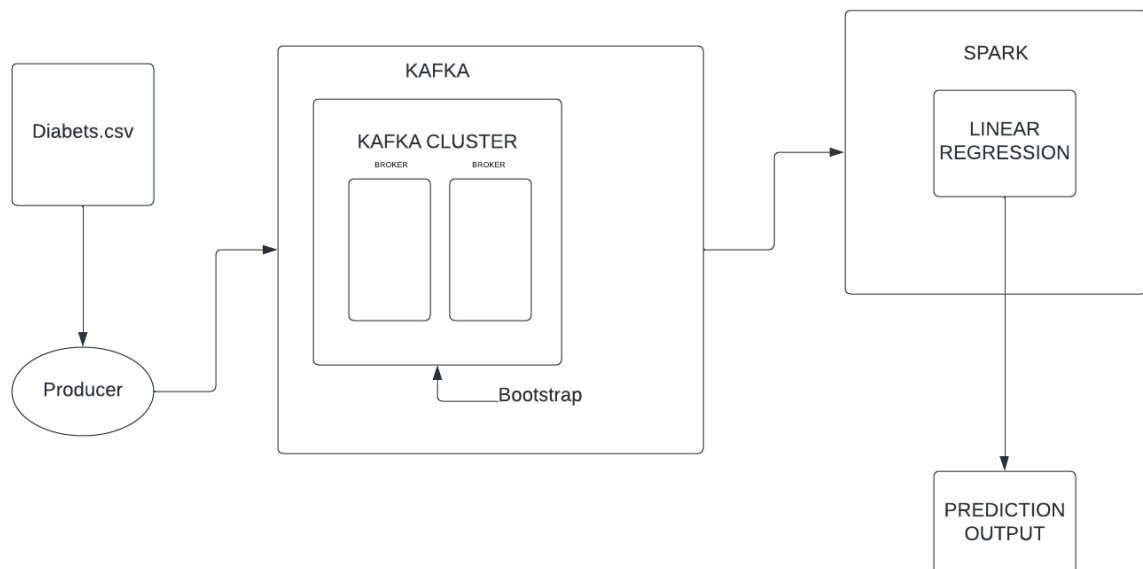 Diabets.csv
Producer
KAFKA
KAFKA CLUSTER
BROKER
BROKER
Bootstrap
SPARK
LINEAR
REGRESSION
PREDICTION
OUTPUT